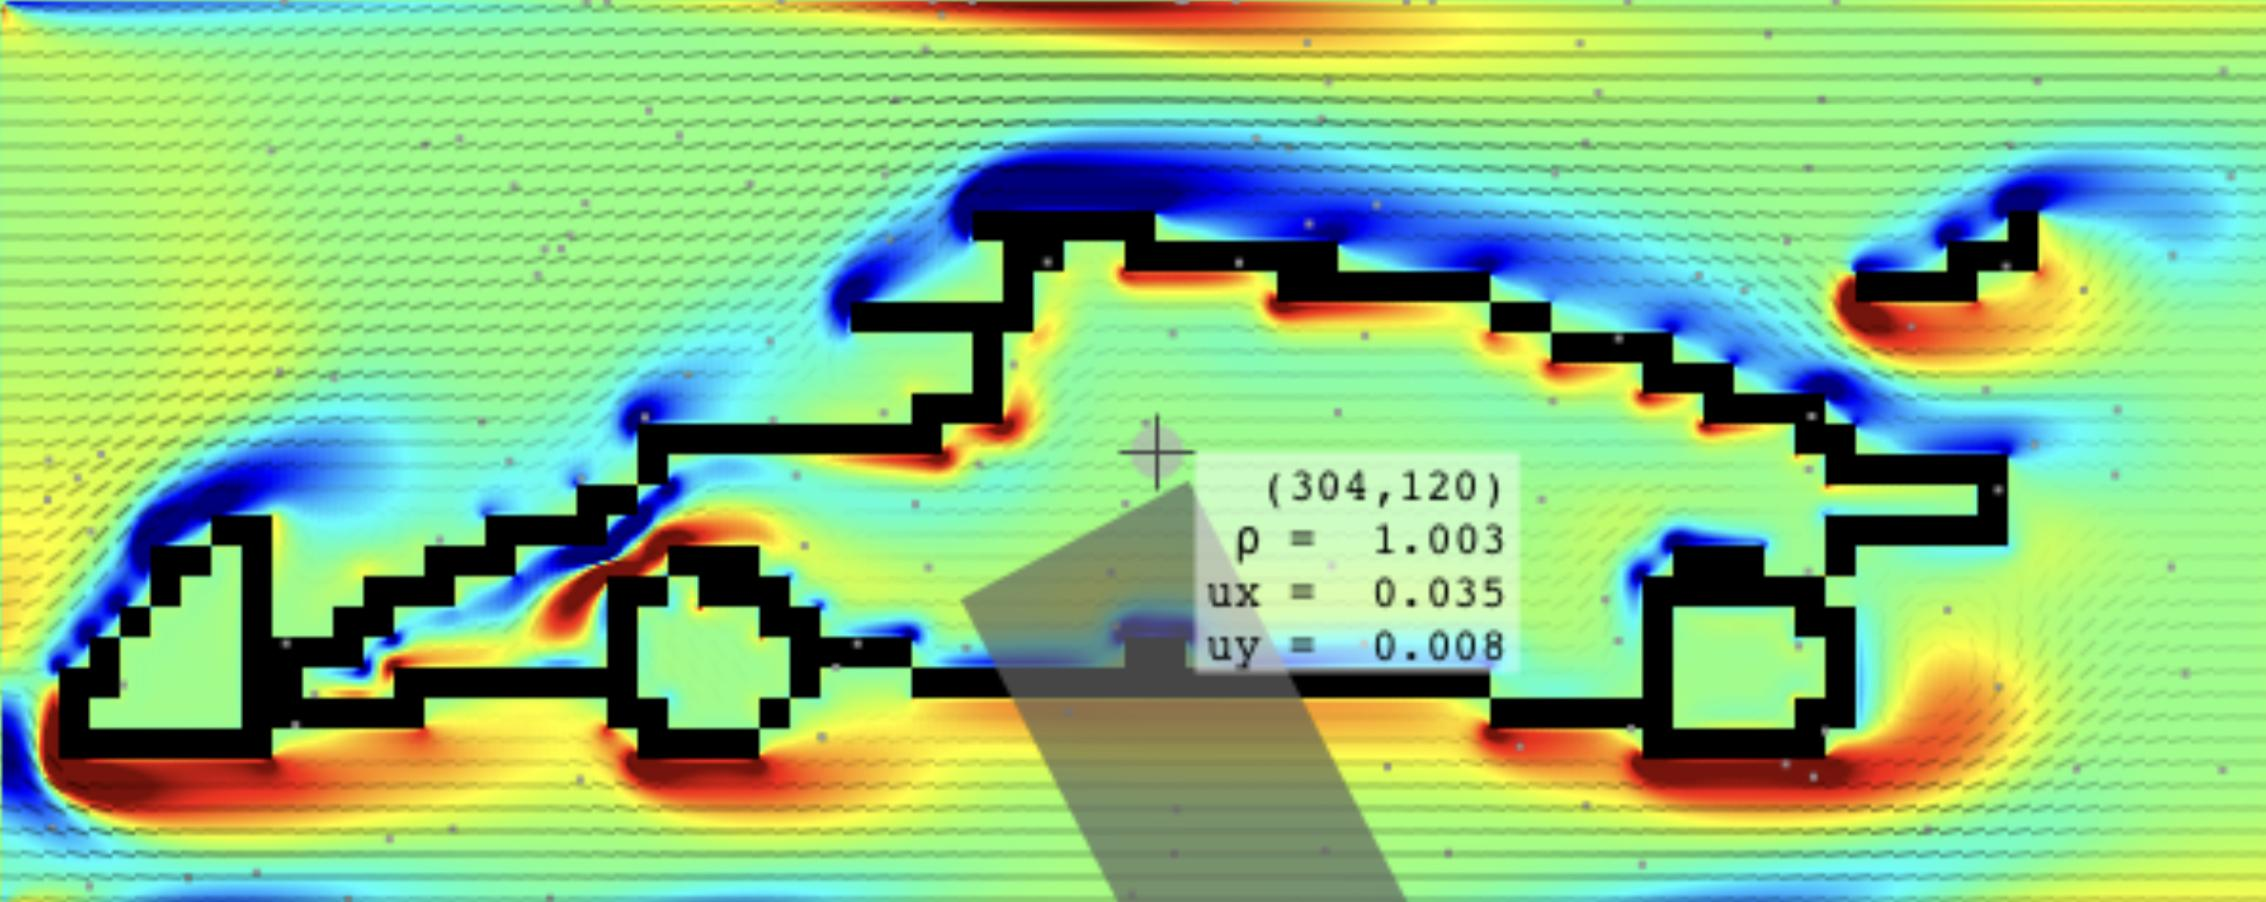 (304,120)
ρ = 1.003
ux = 0.035
uy = 0.008